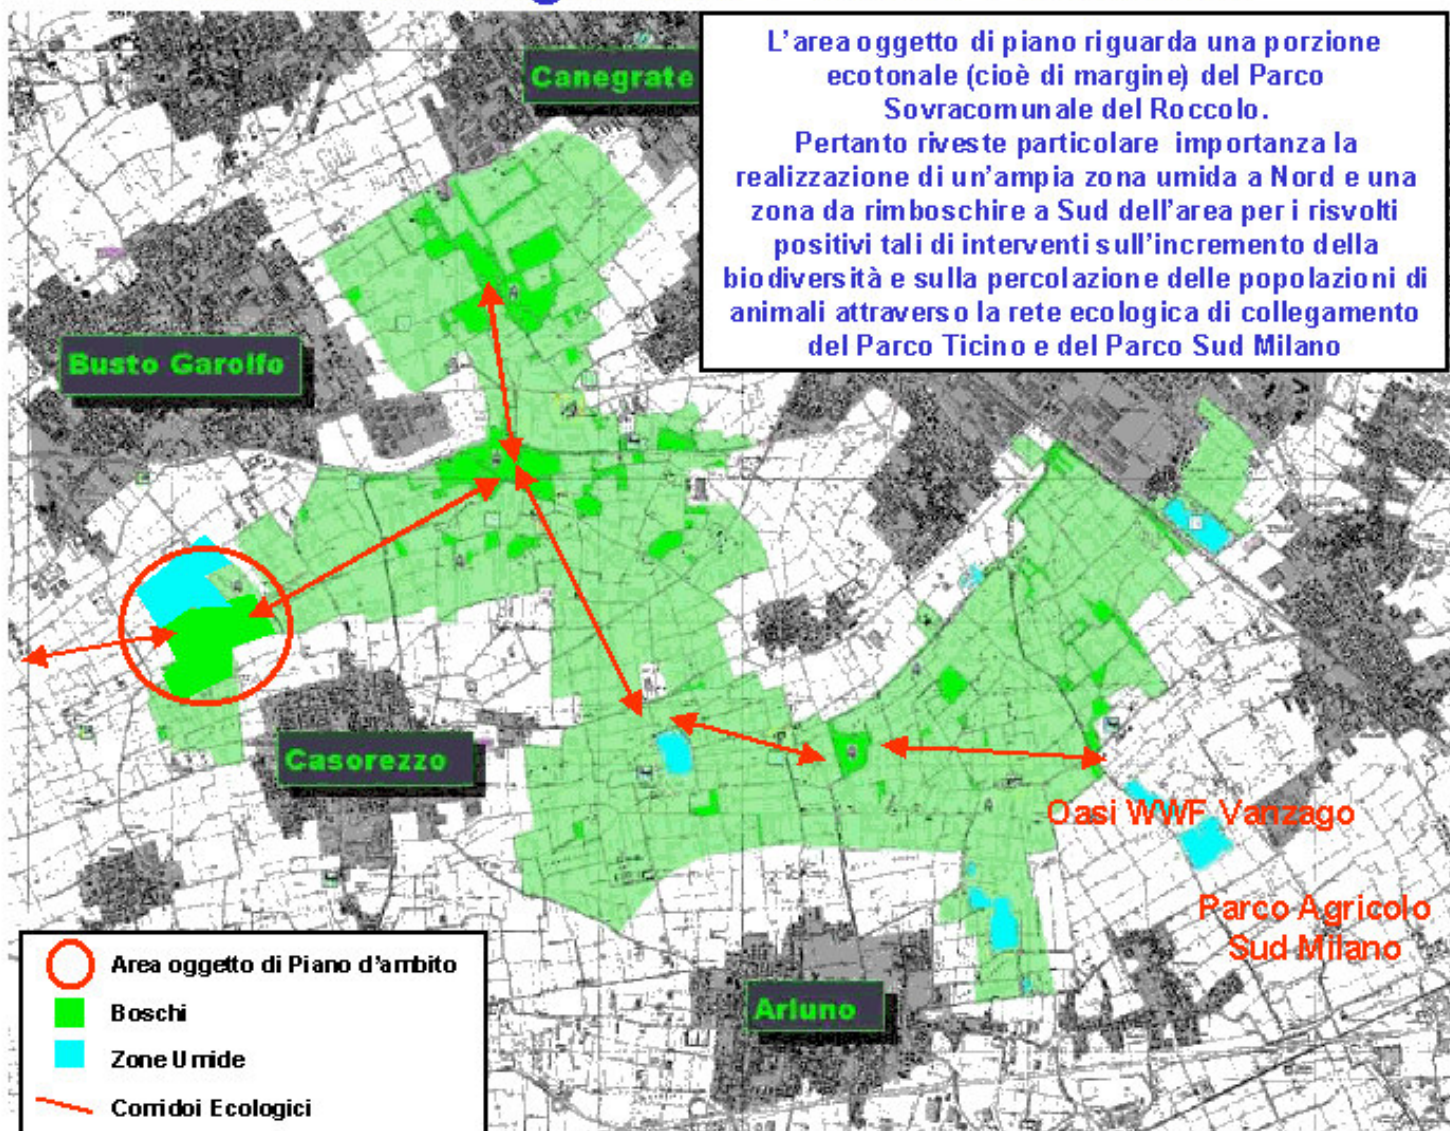 Canegrate
L'area oggetto di piano riguarda una porzione
ecotonale (cioè di margine) del Parco
Sovracomunale del Roccolo.
Pertanto riveste particolare importanza la
realizzazione di un'ampia zona umida a Nord e una
zona da rimboschire a Sud dell'area per i risvolti
positivi tali di interventi sull'incremento della
biodiversità e sulla percolazione delle popolazioni di
animali attraverso la rete ecologica di collegamento
del Parco Ticino e del Parco Sud Milano
Busto Garolfo
Casorezzo
Oasi WWF Vanzago
Parco Agricolo
Sud Milano
Arluno
Area oggetto di Piano d'ambito
Boschi
Zone Umide
Corridoi Ecologici